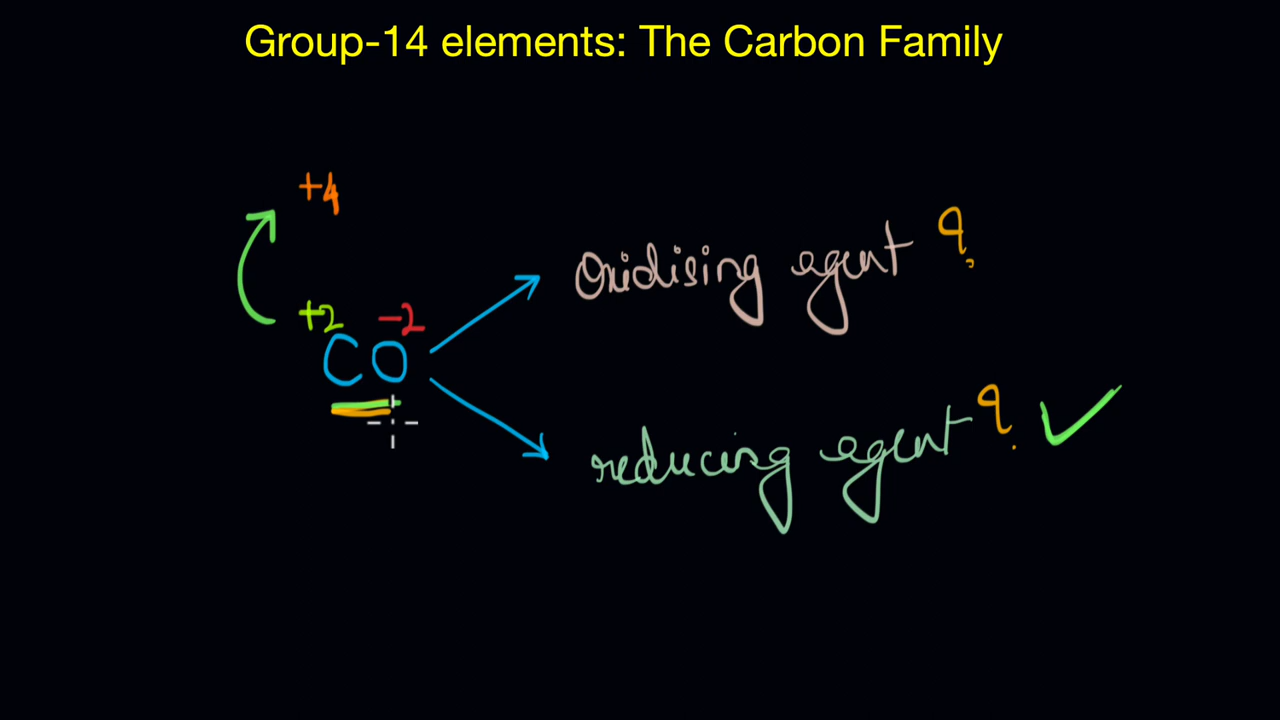 Group-14 elements: The Carbon Family
+4
Oxidising agent ?
+2 -2
CO
reducing agent ? ✓